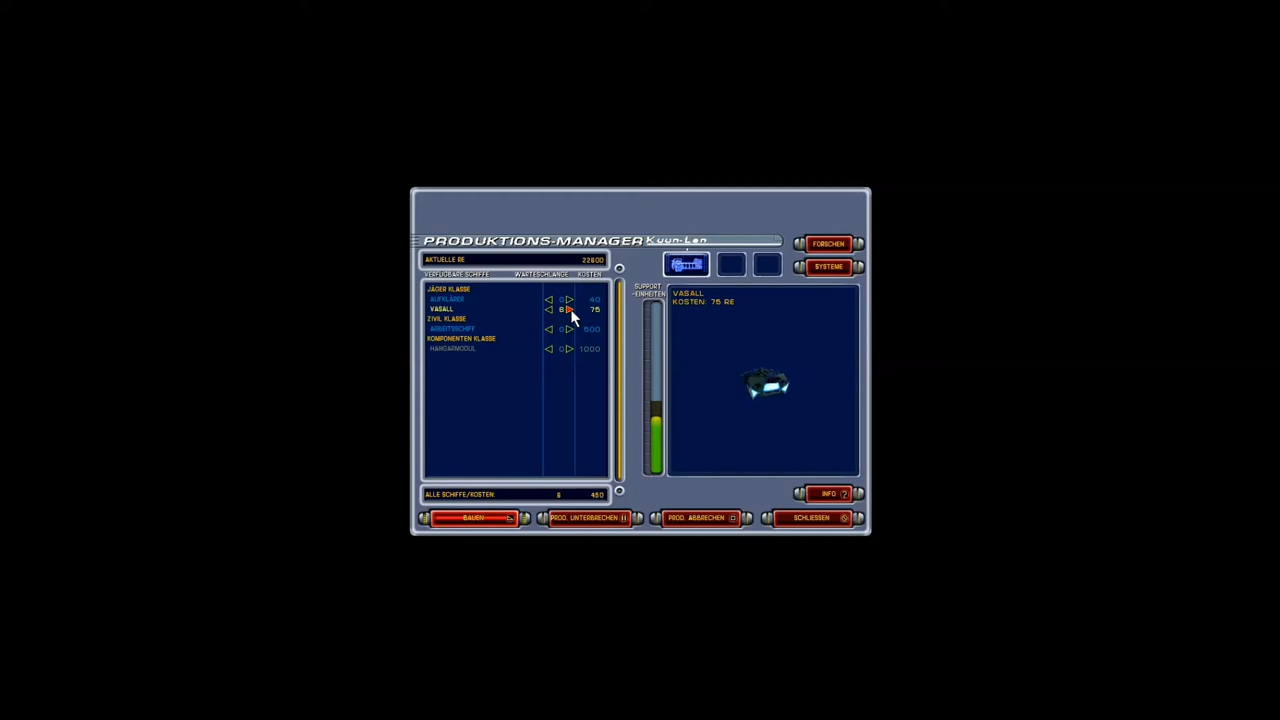 PRODUKTIONS-MANAGER Kuun-Lan
FORSCHEN
AKTUELLE RE 22600
SYSTEME
VERFÜGBARE SCHIFFE WARTESCHLANGE KOSTEN
SUPPORT
-EINHEITEN
JÄGER KLASSE
AUFKLÄRER 0 40
VASALL 6 75
ZIVIL KLASSE
ARBEITSSCHIFF 0 500
KOMPONENTEN KLASSE
HANGARMODUL 0 1000
VASALL
KOSTEN: 75 RE
ALLE SCHIFFE/KOSTEN: 6 450
INFO ?
BAUEN
PROD. UNTERBRECHEN
PROD. ABBRECHEN
SCHLIESSEN